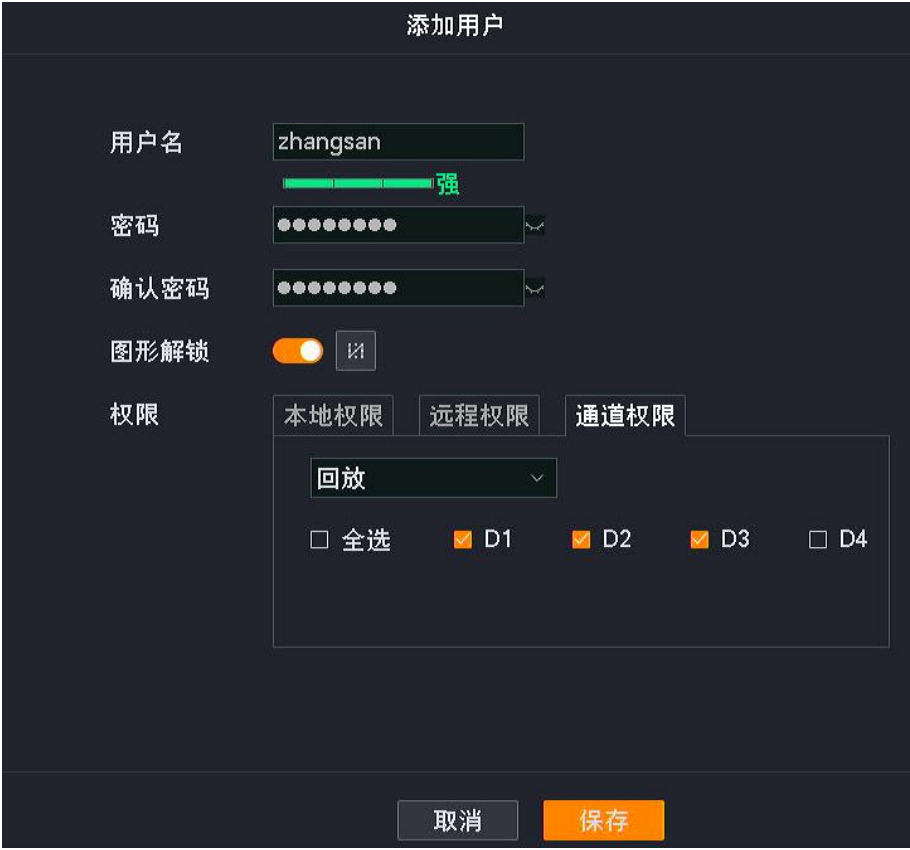 添加用户
用户名 zhangsan
强
密码
确认密码
图形解锁
权限 本地权限 远程权限 通道权限
回放
全选 D1 D2 D3 D4
取消 保存